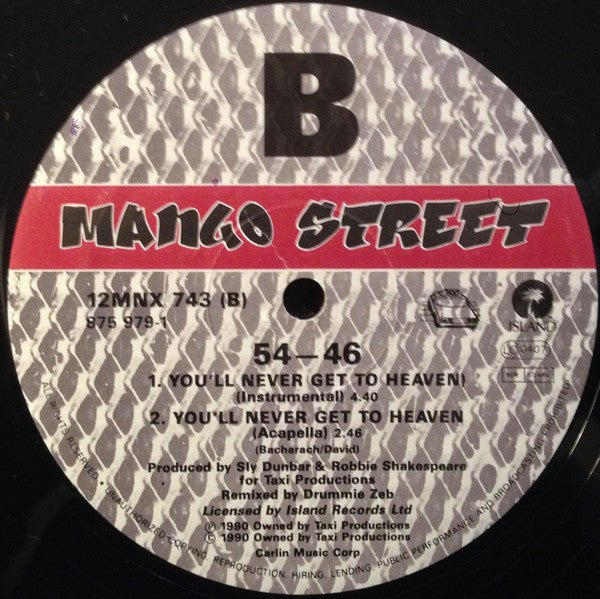 B
MANGO STREET
12MNX 743 (B)
875 979-1
ISLAND
LC 0407
54—46
1. YOU'LL NEVER GET TO HEAVEN)
(Instrumental) 4.40
2. YOU'LL NEVER GET TO HEAVEN
(Acapella) 2.46
(Bacharach/David)
Produced by Sly Dunbar & Robbie Shakespeare
for Taxi Productions
Remixed by Drummie Zeb
Licensed by Island Records Ltd
℗ 1990 Owned by Taxi Productions
© 1990 Owned by Taxi Productions
Carlin Music Corp
ALL RIGHTS RESERVED • UNAUTHORIZED COPYING, REPRODUCTION, HIRING, LENDING, PUBLIC PERFORMANCE AND BROADCASTING PROHIBITED